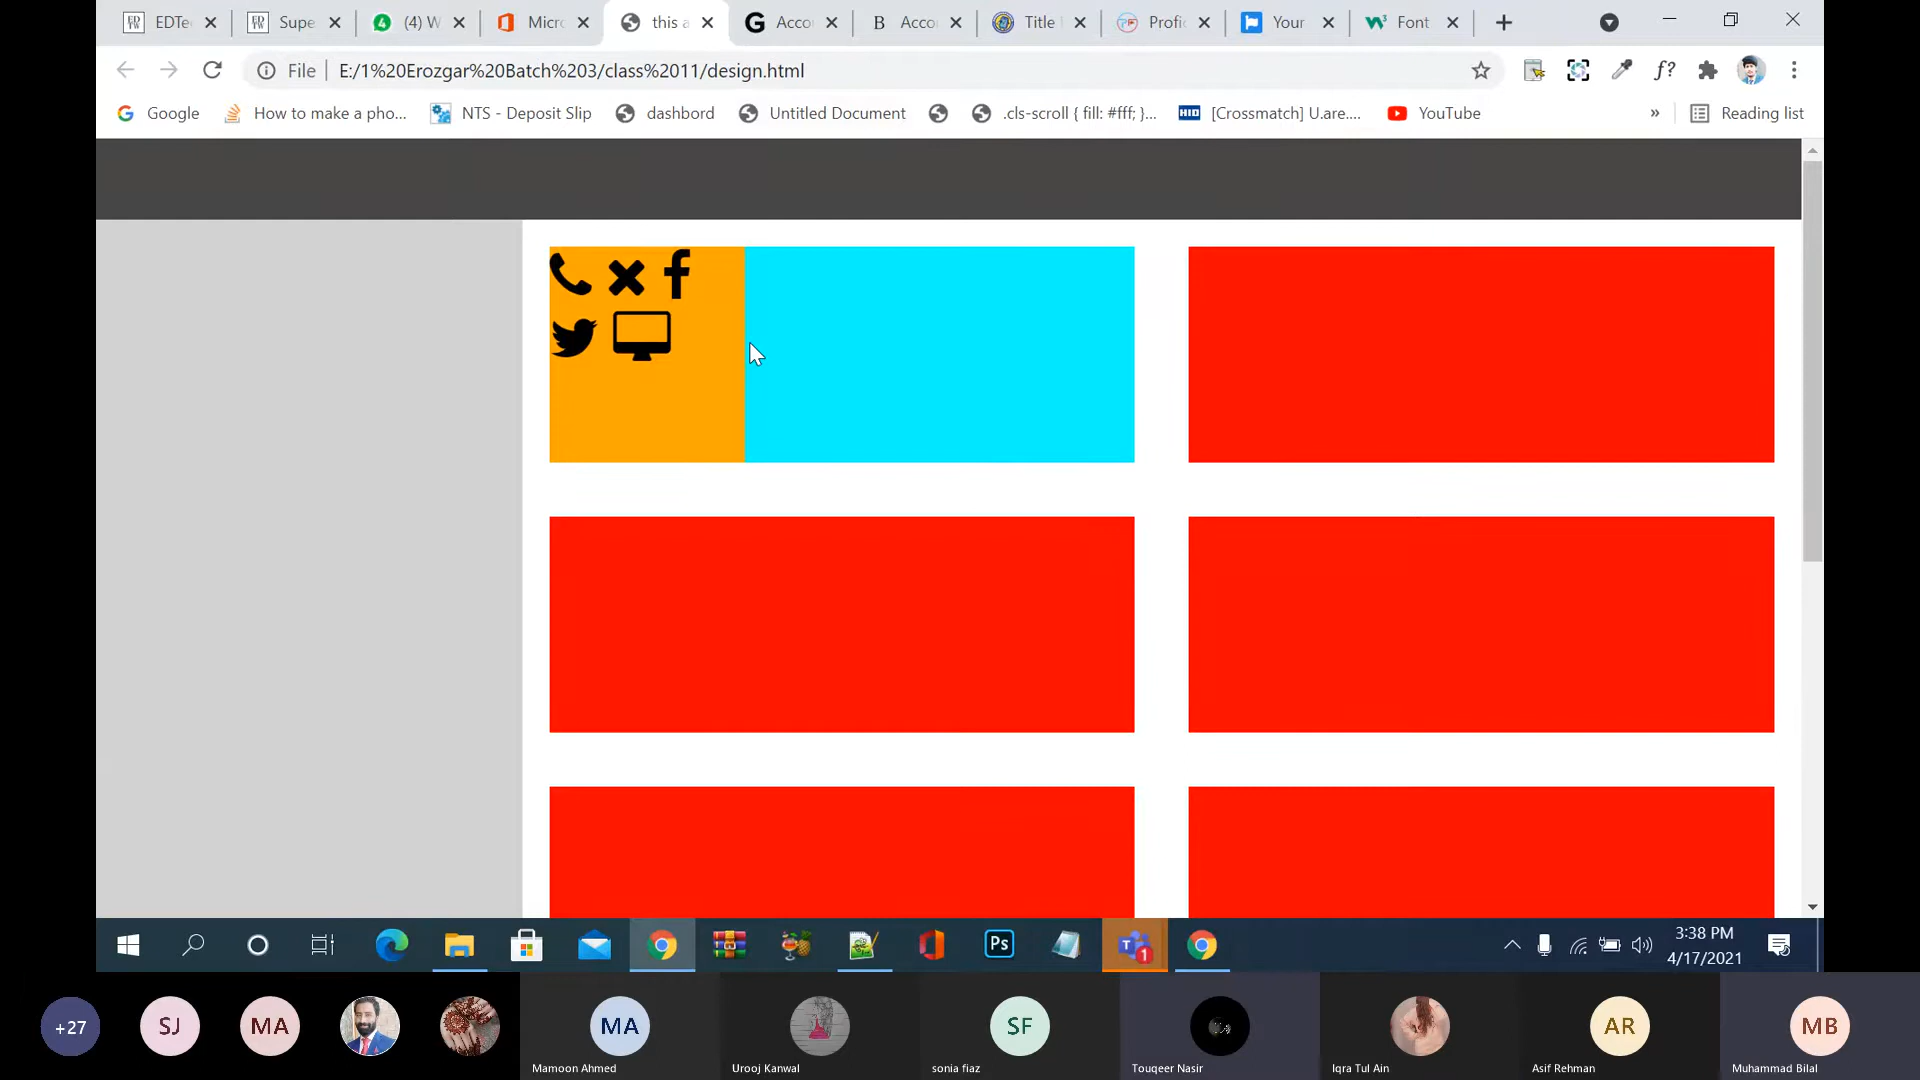 EDTe
Supe
(4) W
Micro
this a
G Acco
B Acco
Title
Profi
Your
Font
File
E:/1%20Erozgar%20Batch%203/class%2011/design.html
f?
Google
How to make a pho...
NTS - Deposit Slip
dashbord
Untitled Document
.cls-scroll { fill: #fff; }...
HID
[Crossmatch] U.are....
YouTube
»
Reading list
Ps
1
3:38 PM
4/17/2021
+27
SJ
MA
MA
SF
AR
MB
Mamoon Ahmed
Urooj Kanwal
sonia fiaz
Touqeer Nasir
Iqra Tul Ain
Asif Rehman
Muhammad Bilal